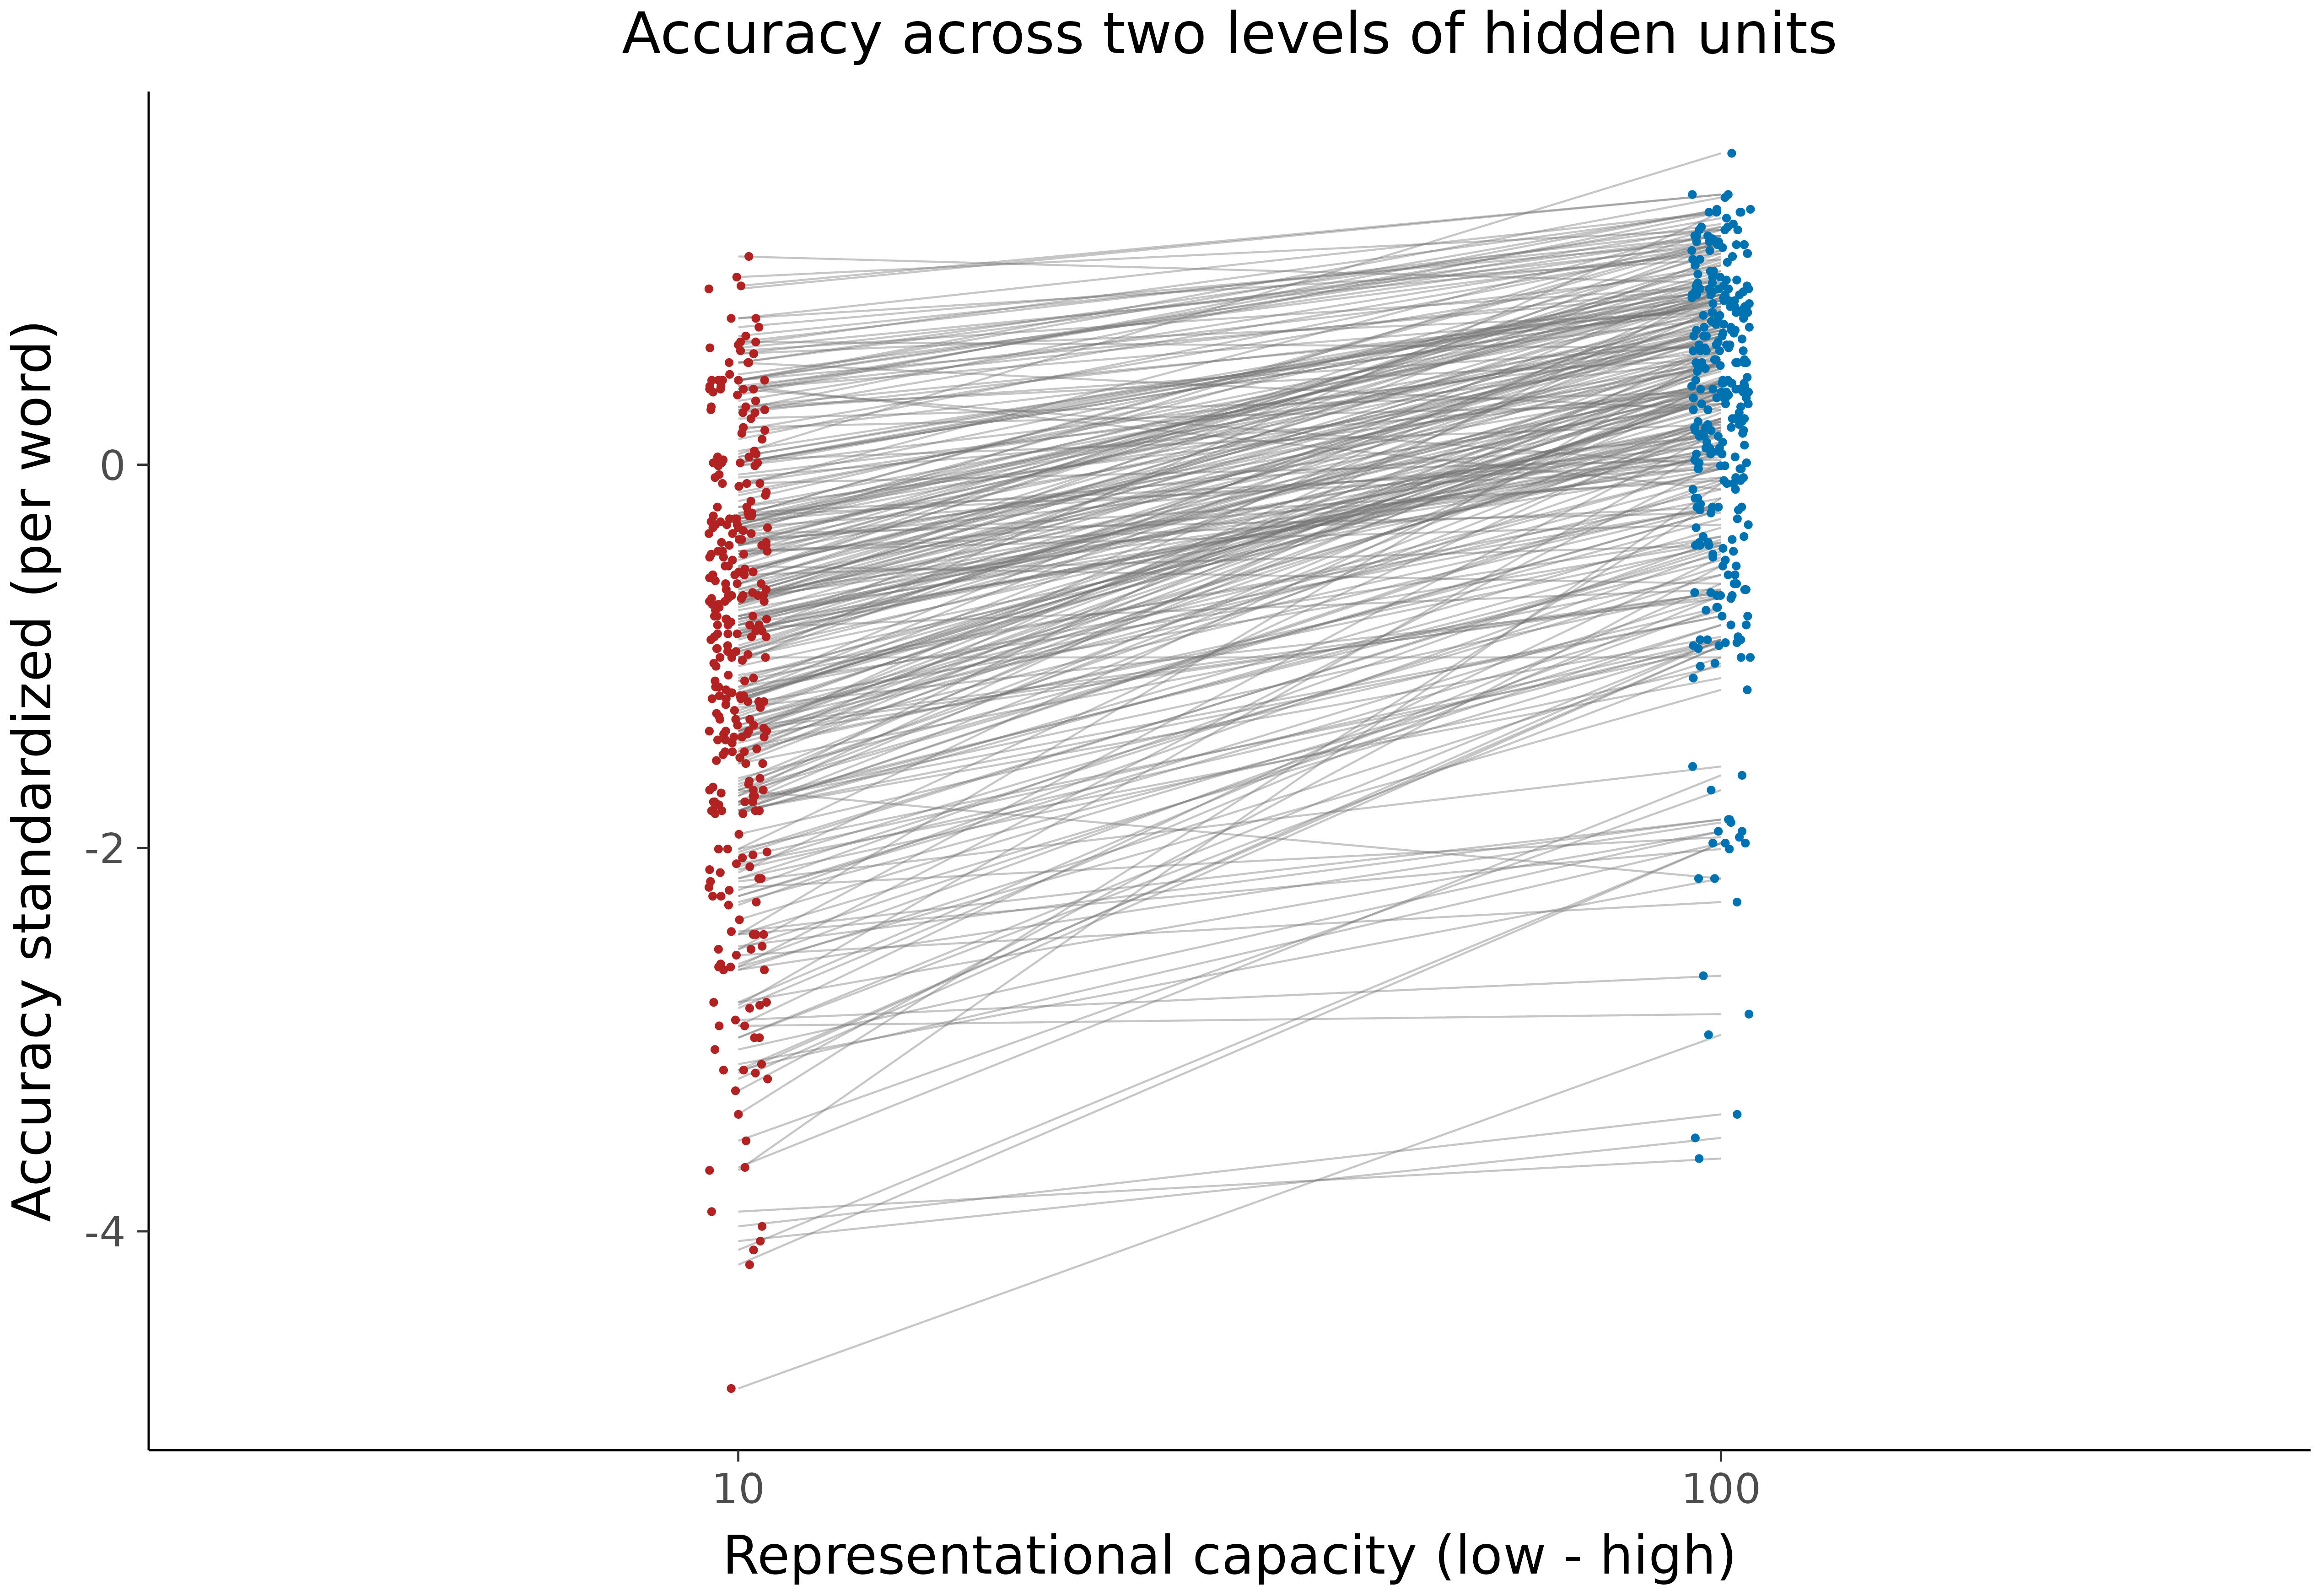 Accuracy across two levels of hidden units
Accuracy standardized (per word)
0
-2
-4
10
100
Representational capacity (low - high)